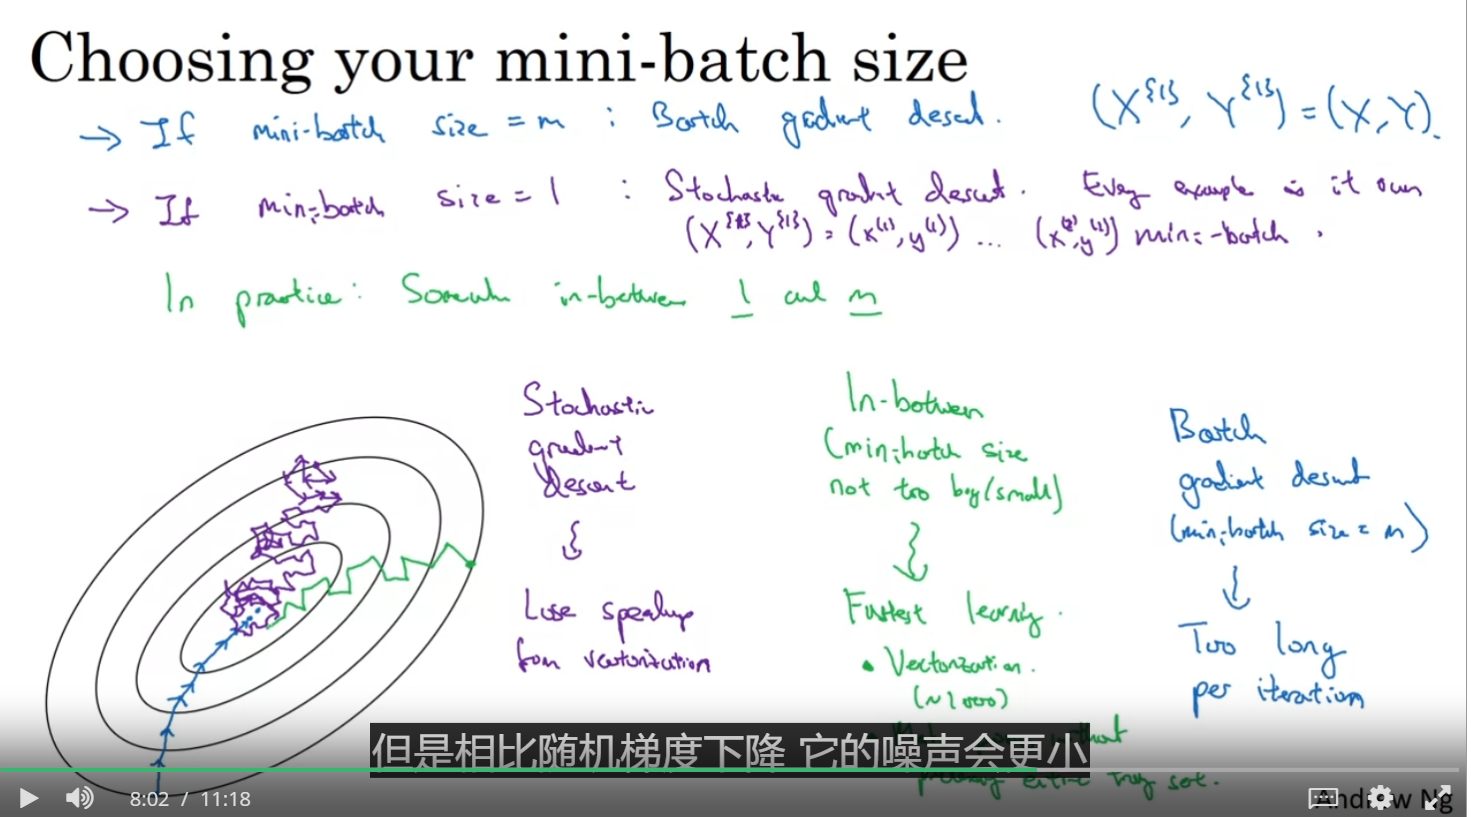 Choosing your mini-batch size
→ If mini-batch size = m : Batch gradient descent. (X^{1}, Y^{1}) = (X, Y).
→ If mini-batch size = 1 : Stochastic gradient descent. Every example is it own
(X^{1}, Y^{1}) = (x^(1), y^(1)) ... (x^(2), y^(2)) mini-batch.
In practice: Somewhere in-between 1 and m
Stochastic
gradient
descent
Lose speedup
from vectorization
In-between
(mini-batch size
not too big/small)
Fastest learning.
• Vectorization.
(~1000)
Batch
gradient descent
(mini-batch size = m)
Too long
per iteration
without
processing entire training set.
但是相比随机梯度下降 它的噪声会更小
8:02 / 11:18
Andrew Ng